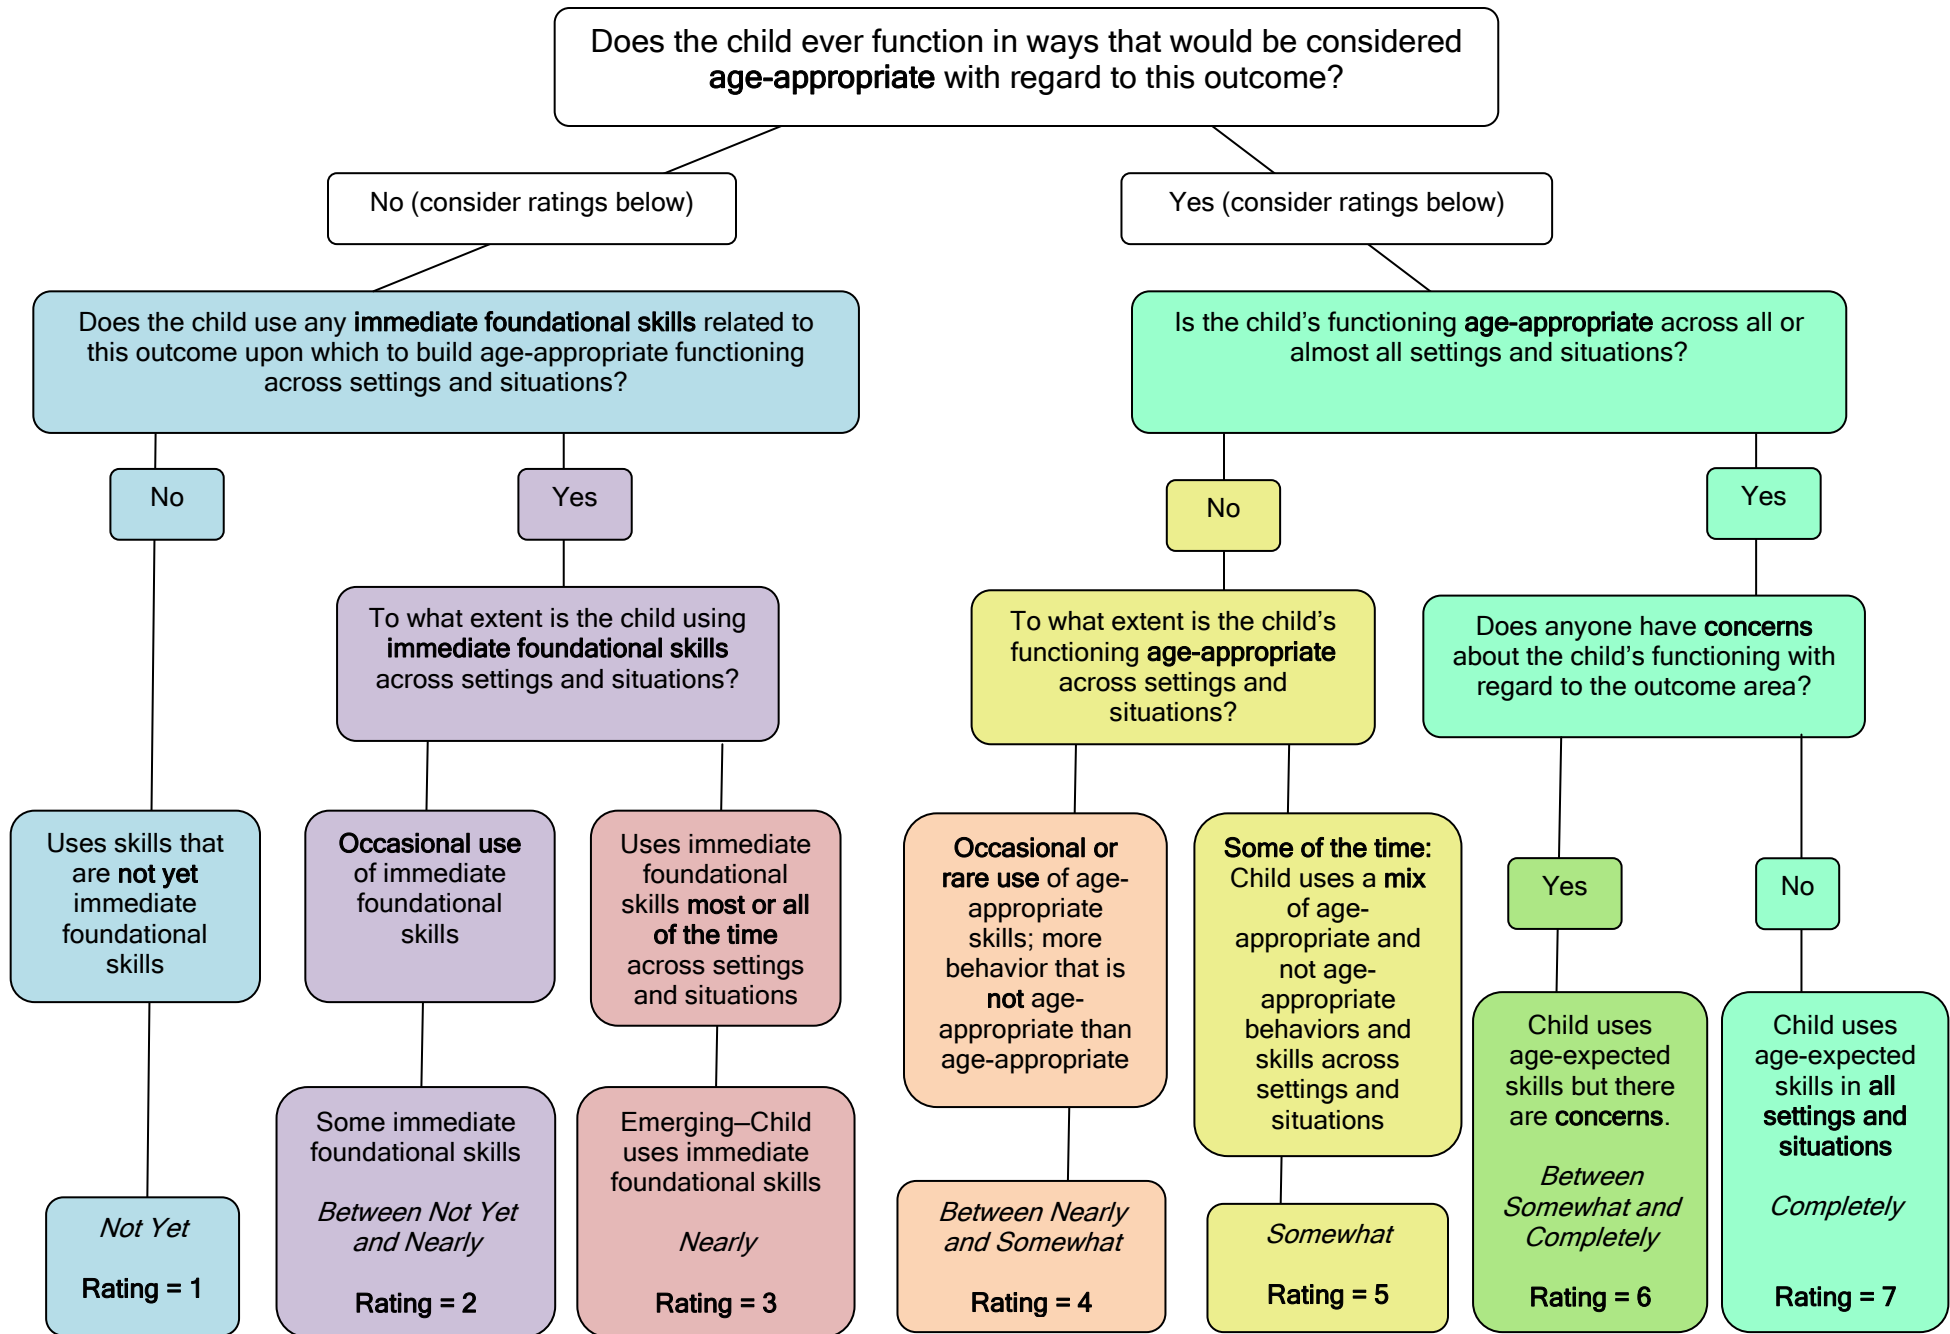 Does the child ever function in ways that would be considered
age-appropriate with regard to this outcome?
No (consider ratings below)
Yes (consider ratings below)
Does the child use any immediate foundational skills related to
this outcome upon which to build age-appropriate functioning
across settings and situations?
Is the child’s functioning age-appropriate across all or
almost all settings and situations?
No
Yes
No
Yes
To what extent is the child using
immediate foundational skills
across settings and situations?
To what extent is the child’s
functioning age-appropriate
across settings and
situations?
Does anyone have concerns
about the child’s functioning with
regard to the outcome area?
Uses skills that
are not yet
immediate
foundational
skills
Occasional use
of immediate
foundational
skills
Uses immediate
foundational
skills most or all
of the time
across settings
and situations
Occasional or
rare use of age-
appropriate
skills; more
behavior that is
not age-
appropriate than
age-appropriate
Some of the time:
Child uses a mix
of age-
appropriate and
not age-
appropriate
behaviors and
skills across
settings and
situations
Yes
No
Child uses
age-expected
skills but there
are concerns.
Between
Somewhat and
Completely
Rating = 6
Child uses
age-expected
skills in all
settings and
situations
Completely
Rating = 7
Not Yet
Rating = 1
Some immediate
foundational skills
Between Not Yet
and Nearly
Rating = 2
Emerging–Child
uses immediate
foundational skills
Nearly
Rating = 3
Between Nearly
and Somewhat
Rating = 4
Somewhat
Rating = 5